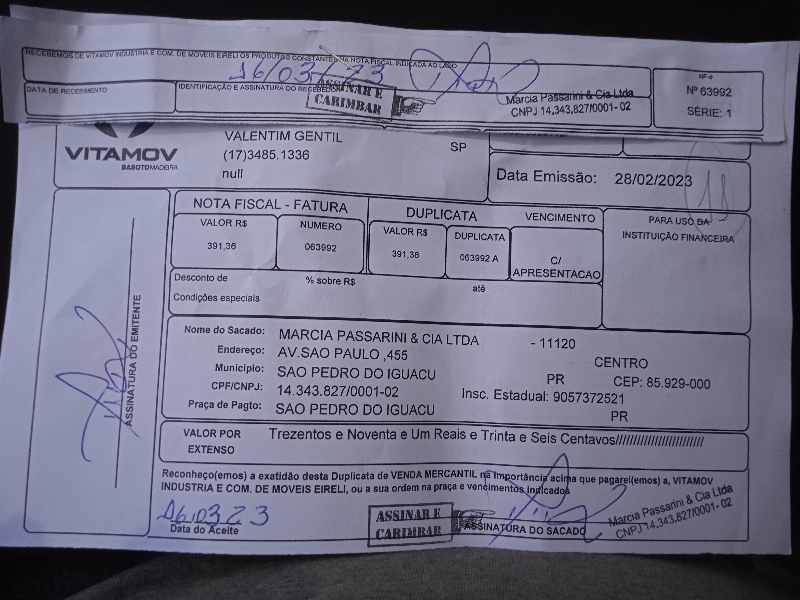 RECEBEMOS DE VITAMOV INDUSTRIA E COM. DE MOVEIS EIRELI OS PRODUTOS CONSTANTES NA NOTA FISCAL INDICADA AO LADO
16/03/23
DATA DE RECEBIMENTO
IDENTIFICAÇÃO E ASSINATURA DO RECEBEDOR
ASSINAR E
CARIMBAR
Marcia Passarini & Cia Ltda
CNPJ 14.343.827/0001-02
NF-e
Nº 63992
SÉRIE: 1
VITAMOV
BASOTOMADEIRA
VALENTIM GENTIL
SP
(17)3485.1336
null
Data Emissão: 28/02/2023
NOTA FISCAL - FATURA
VALOR R$
NUMERO
391,36
063992
DUPLICATA
VALOR R$
DUPLICATA
391,36
063992 A
VENCIMENTO
C/
APRESENTACAO
PARA USO DA
INSTITUIÇÃO FINANCEIRA
Desconto de
% sobre R$
até
Condições especiais
ASSINATURA DO EMITENTE
Nome do Sacado: MARCIA PASSARINI & CIA LTDA - 11120
Endereço: AV.SAO PAULO ,455
CENTRO
Municipio: SAO PEDRO DO IGUACU PR CEP: 85.929-000
CPF/CNPJ: 14.343.827/0001-02 Insc. Estadual: 9057372521
Praça de Pagto: SAO PEDRO DO IGUACU PR
VALOR POR
EXTENSO
Trezentos e Noventa e Um Reais e Trinta e Seis Centavos/////////////////////////
Reconheço(emos) a exatidão desta Duplicata de VENDA MERCANTIL na importância acima que pagarei(emos) a, VITAMOV
INDUSTRIA E COM. DE MOVEIS EIRELI, ou a sua ordem na praça e vencimentos indicados
16.03.23
Data do Aceite
ASSINAR E
CARIMBAR
ASSINATURA DO SACADO
Marcia Passarini & Cia Ltda
CNPJ 14.343.827/0001-02